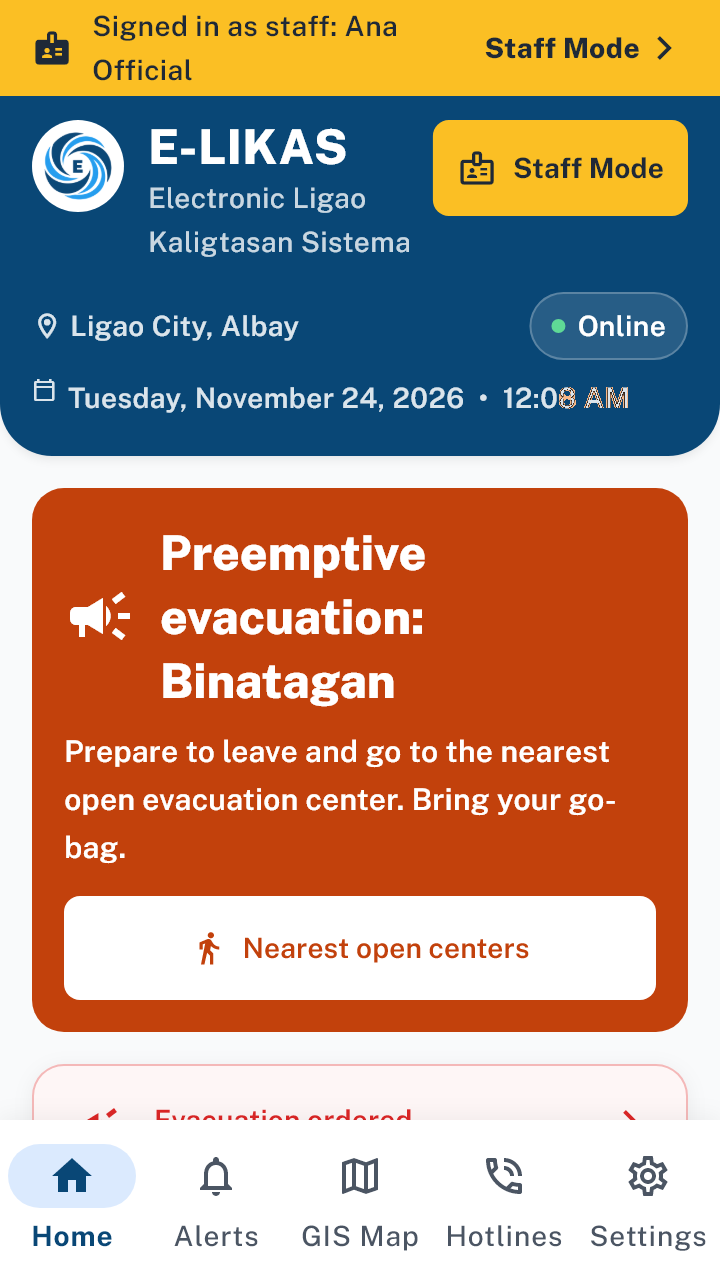 Signed in as staff: Ana
Official
Staff Mode
E-LIKAS
Electronic Ligao
Kaligtasan Sistema
E
Staff Mode
Ligao City, Albay
Online
Tuesday, November 24, 2026 • 12:08 AM
Preemptive
evacuation:
Binatagan
Prepare to leave and go to the nearest
open evacuation center. Bring your go-
bag.
Nearest open centers
Evacuation ordered
Home
Alerts
GIS Map
Hotlines
Settings